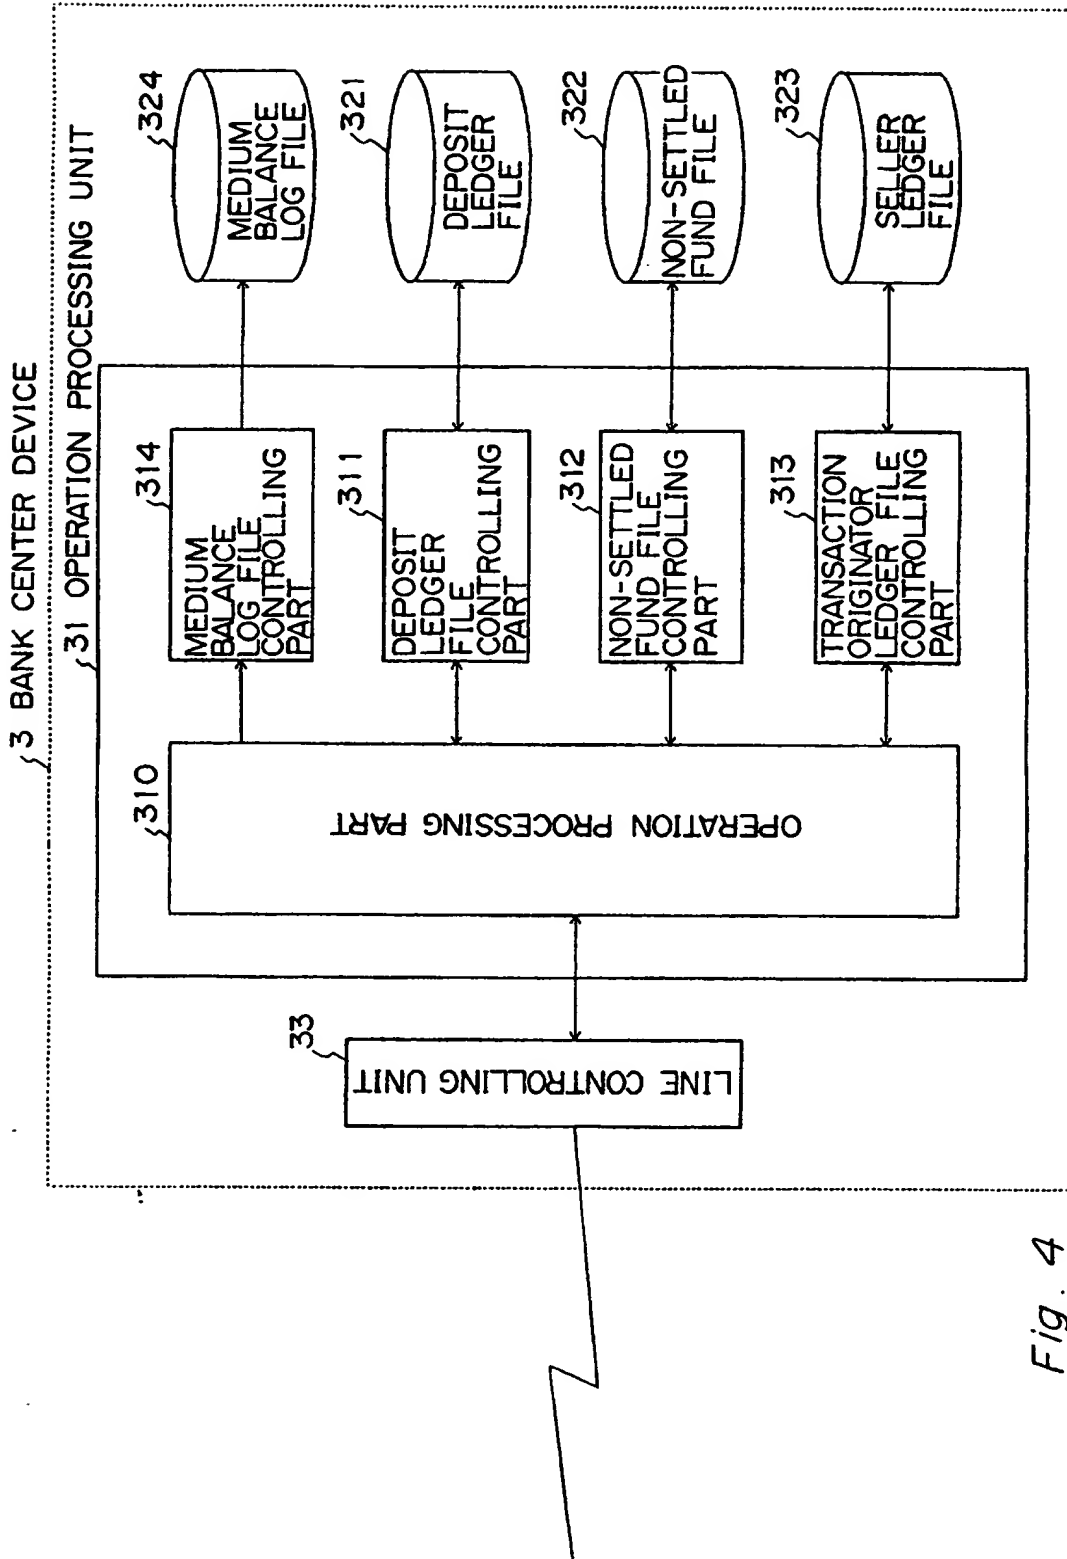 3 BANK CENTER DEVICE
31 OPERATION PROCESSING UNIT
314
MEDIUM
BALANCE
LOG FILE
CONTROLLING
PART
324
MEDIUM
BALANCE
LOG FILE
310
OPERATION PROCESSING PART
311
DEPOSIT
LEDGER
FILE
CONTROLLING
PART
321
DEPOSIT
LEDGER
FILE
33
LINE CONTROLLING UNIT
312
NON-SETTLED
FUND FILE
CONTROLLING
PART
322
NON-SETTLED
FUND FILE
313
TRANSACTION
ORIGINATOR
LEDGER FILE
CONTROLLING
PART
323
SELLER
LEDGER
FILE
Fig. 4